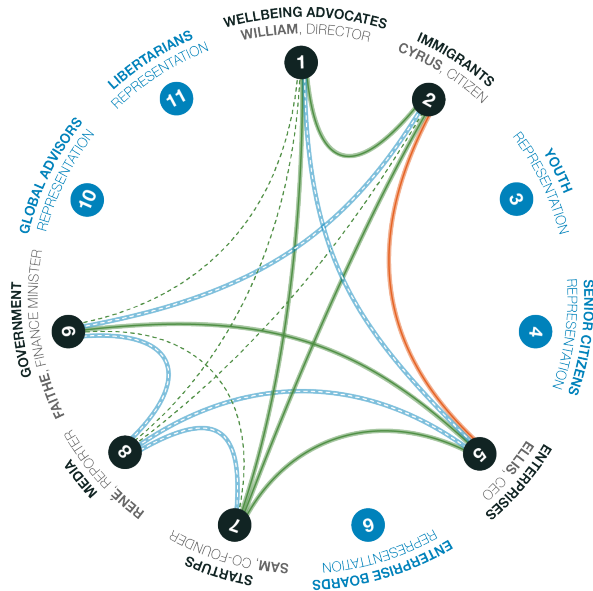 WELLBEING ADVOCATES
WILLIAM, DIRECTOR
1
IMMIGRANTS
CYRUS, CITIZEN
2
YOUTH
REPRESENTATION
3
SENIOR CITIZENS
REPRESENTATION
4
ENTERPRISES
ELLIS, CEO
5
ENTERPRISE BOARDS
REPRESENTTATION
6
STARTUPS
SAM, CO-FOUNDER
7
MEDIA
RENÉ, REPORTER
8
GOVERNMENT
FAITHE, FINANCE MINISTER
9
GLOBAL ADVISORS
REPRESENTATION
10
LIBERTARIANS
REPRESENTATION
11